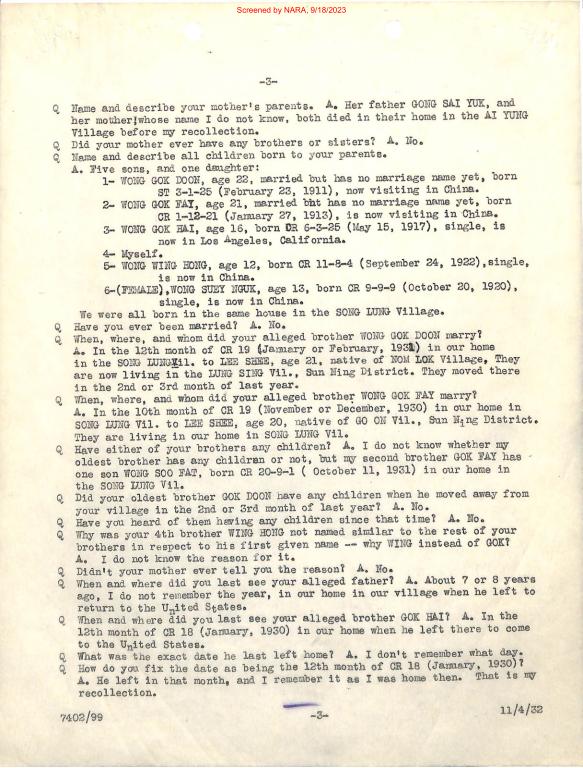 Screened by NARA, 9/18/2023
-3-
Q Name and describe your mother's parents. A. Her father GONG SAI YUK, and
her mother,whose name I do not know, both died in their home in the AI YUNG
Village before my recollection.
Q Did your mother ever have any brothers or sisters? A. No.
Q Name and describe all children born to your parents.
A. Five sons, and one daughter:
1- WONG GOK DOON, age 22, married but has no marriage name yet, born
ST 3-1-25 (February 23, 1911), now visiting in China.
2- WONG GOK FAY, age 21, married bht has no marriage name yet, born
CR 1-12-21 (January 27, 1913), is now visiting in China.
3- WONG GOK HAI, age 16, born CR 6-3-25 (May 15, 1917), single, is
now in Los Angeles, California.
4- Myself.
5- WONG WING HONG, age 12, born CR 11-8-4 (September 24, 1922),single,
is now in China.
6-(FEMALE),WONG SUEY NGUK, age 13, born CR 9-9-9 (October 20, 1920),
single, is now in China.
We were all born in the same house in the SONG LUNG Village.
Q Have you ever been married? A. No.
Q When, where, and whom did your alleged brother WONG GOK DOON marry?
A. In the 12th month of CR 19 (January or February, 1931) in our home
in the SONG LUNG Vil. to LEE SHEE, age 21, native of NOM LOK Village, They
are now living in the LUNG SING Vil., Sun Ning District. They moved there
in the 2nd or 3rd month of last year.
Q When, where, and whom did your alleged brother WONG GOK FAY marry?
A. In the 10th month of CR 19 (November or December, 1930) in our home in
SONG LUNG Vil. to LEE SHEE, age 20, native of GO ON Vil., Sun Ning District.
They are living in our home in SONG LUNG Vil.
Q Have either of your brothers any children? A. I do not know whether my
oldest brother has any children or not, but my second brother GOK FAY has
one son WONG SOO FAT, born CR 20-9-1 ( October 11, 1931) in our home in
the SONG LUNG Vil.
Q Did your oldest brother GOK DOON have any children when he moved away from
your village in the 2nd or 3rd month of last year? A. No.
Q Have you heard of them having any children since that time? A. No.
Q Why was your 4th brother WING HONG not named similar to the rest of your
brothers in respect to his first given name -- why WING instead of GOK?
A. I do not know the reason for it.
Q Didn't your mother ever tell you the reason? A. No.
Q When and where did you last see your alleged father? A. About 7 or 8 years
ago, I do not remember the year, in our home in our village when he left to
return to the United States.
Q When and where did you last see your alleged brother GOK HAI? A. In the
12th month of CR 18 (January, 1930) in our home when he left there to come
to the United States.
Q What was the exact date he last left home? A. I don't remember what day.
Q How do you fix the date as being the 12th month of CR 18 (January, 1930)?
A. He left in that month, and I remember it as I was home then. That is my
recollection.
7402/99 -3- 11/4/32